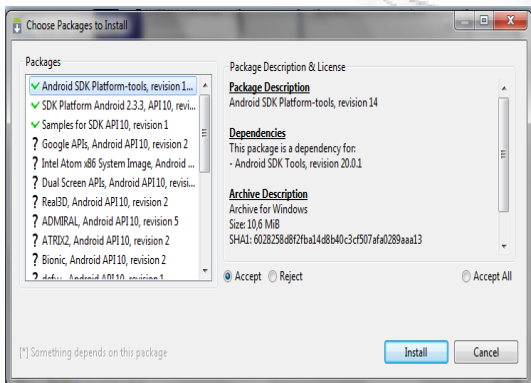 Choose Packages to Install
Packages
Android SDK Platform-tools, revision 1...
SDK Platform Android 2.3.3, API 10, revi...
Samples for SDK API 10, revision 1
? Google APIs, Android API 10, revision 2
? Intel Atom x86 System Image, Android ...
? Dual Screen APIs, Android API 10, revisi...
? Real3D, Android API 10, revision 2
? ADMIRAL, Android API 10, revision 5
? ATRIX2, Android API 10, revision 2
? Bionic, Android API 10, revision 2
? Android API 10, revision 1
Package Description & License
Package Description
Android SDK Platform-tools, revision 14
Dependencies
This package is a dependency for:
- Android SDK Tools, revision 20.0.1
Archive Description
Archive for Windows
Size: 10,6 MiB
SHA1: 6028258d8f2fba14d8b40c3cf507afa0289aaa13
Accept Reject Accept All
[*] Something depends on this package
Install Cancel